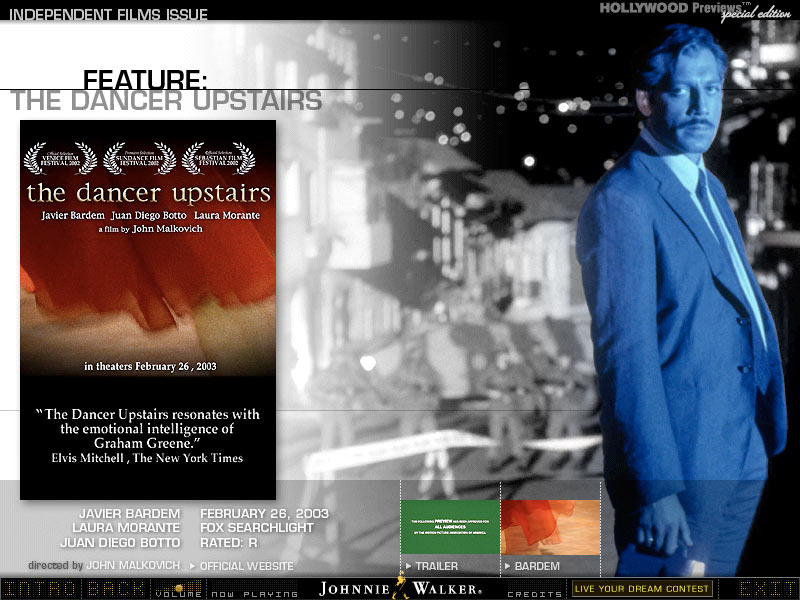 INDEPENDENT FILMS ISSUE
HOLLYWOOD Previews™
special edition
FEATURE:
THE DANCER UPSTAIRS
Official Selection
VENICE FILM
FESTIVAL 2002
Premiere Selection
SUNDANCE FILM
FESTIVAL 2002
Official Selection
SEBASTIAN FILM
FESTIVAL 2002
the dancer upstairs
Javier Bardem Juan Diego Botto Laura Morante
a film by John Malkovich
in theaters February 26, 2003
“The Dancer Upstairs resonates with
the emotional intelligence of
Graham Greene.”
Elvis Mitchell, The New York Times
JAVIER BARDEM
LAURA MORANTE
JUAN DIEGO BOTTO
directed by JOHN MALKOVICH
FEBRUARY 26, 2003
FOX SEARCHLIGHT
RATED: R
OFFICIAL WEBSITE
THE FOLLOWING PREVIEW HAS BEEN APPROVED FOR
ALL AUDIENCES
BY THE MOTION PICTURE ASSOCIATION OF AMERICA
TRAILER
BARDEM
INTRO BACK VOLUME NOW PLAYING JOHNNIE WALKER. CREDITS LIVE YOUR DREAM CONTEST EXIT